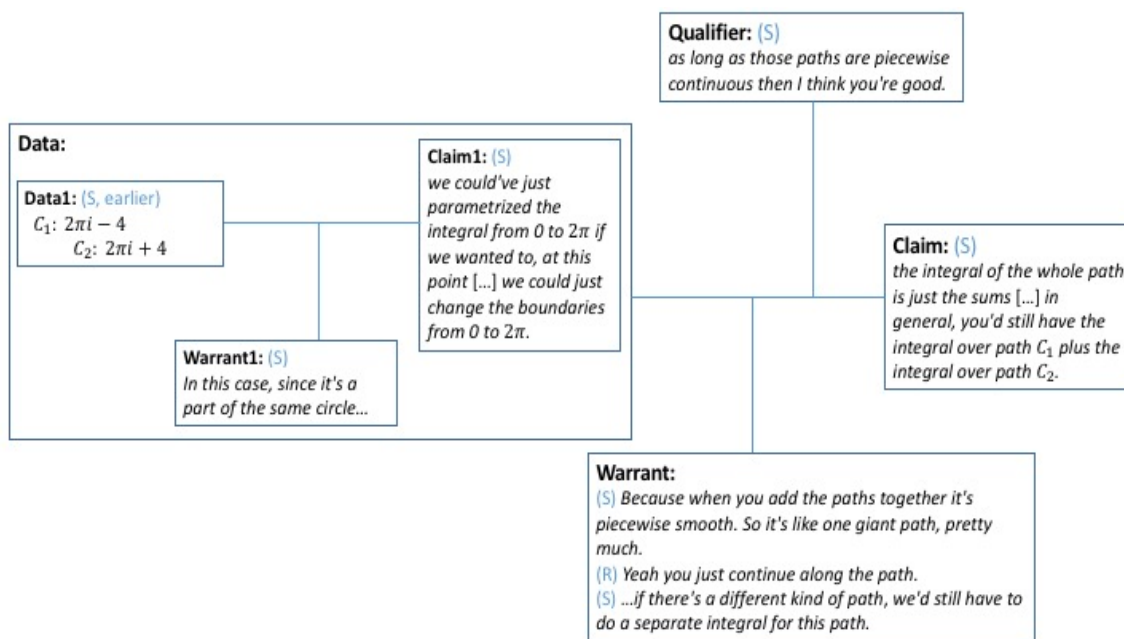 Qualifier: (S)
as long as those paths are piecewise
continuous then I think you're good.
Data:
Data1: (S, earlier)
C₁: 2πi − 4
C₂: 2πi + 4
Claim1: (S)
we could've just
parametrized the
integral from 0 to 2π if
we wanted to, at this
point [...] we could just
change the boundaries
from 0 to 2π.
Warrant1: (S)
In this case, since it's a
part of the same circle...
Claim: (S)
the integral of the whole path
is just the sums [...] in
general, you'd still have the
integral over path C₁ plus the
integral over path C₂.
Warrant:
(S) Because when you add the paths together it's
piecewise smooth. So it's like one giant path, pretty
much.
(R) Yeah you just continue along the path.
(S) ...if there's a different kind of path, we'd still have to
do a separate integral for this path.